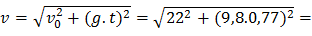 v = √(v₀² + (g.t)²) = √(22² + (9,8.0,77)²) =